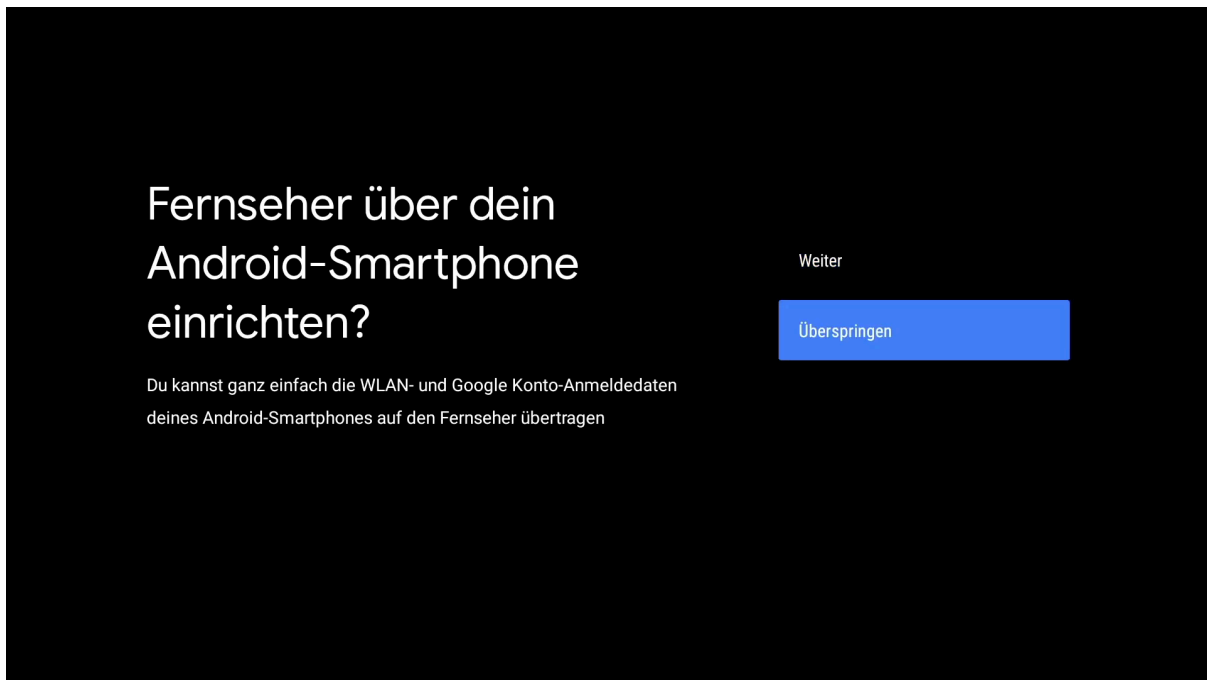 Fernseher über dein
Android-Smartphone
einrichten?
Du kannst ganz einfach die WLAN- und Google Konto-Anmeldedaten
deines Android-Smartphones auf den Fernseher übertragen
Weiter
Überspringen